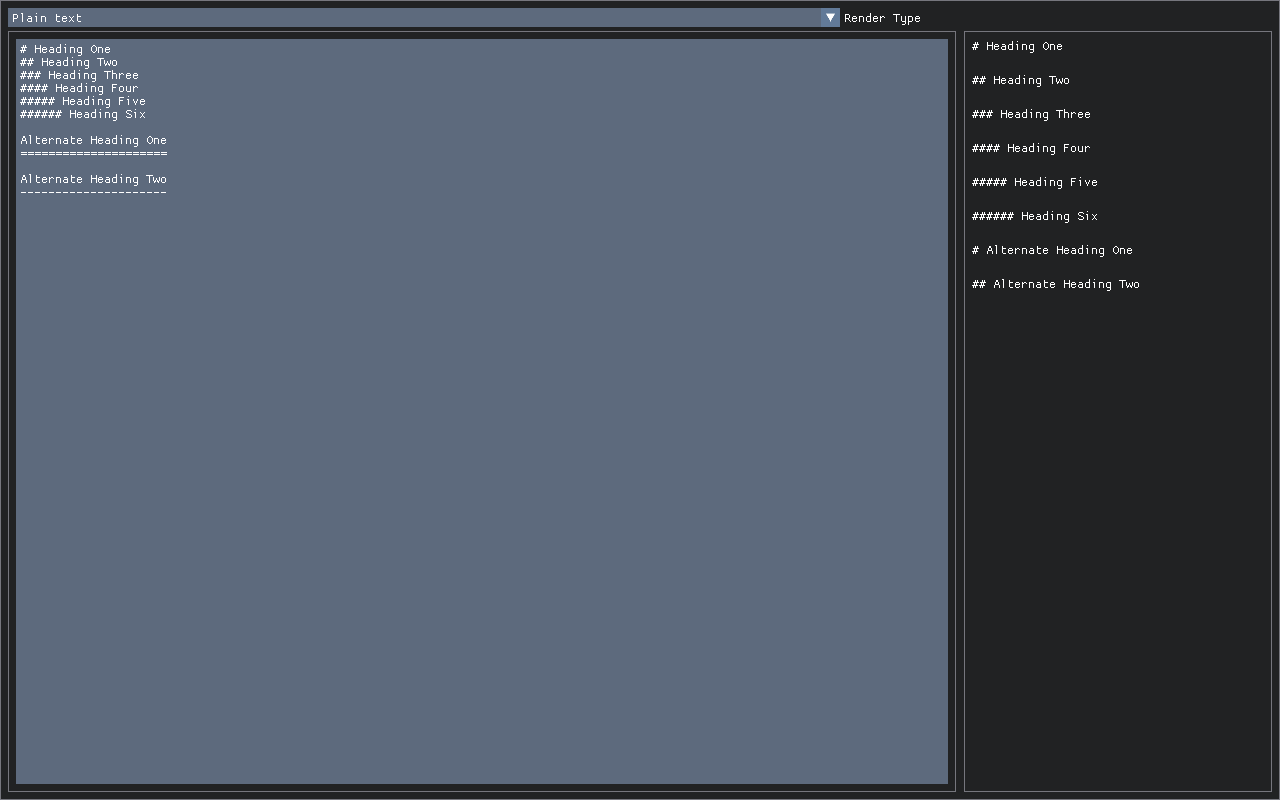 Plain text
Render Type
# Heading One
## Heading Two
### Heading Three
#### Heading Four
##### Heading Five
###### Heading Six
Alternate Heading One
=====================
Alternate Heading Two
---------------------
# Heading One
## Heading Two
### Heading Three
#### Heading Four
##### Heading Five
###### Heading Six
# Alternate Heading One
## Alternate Heading Two